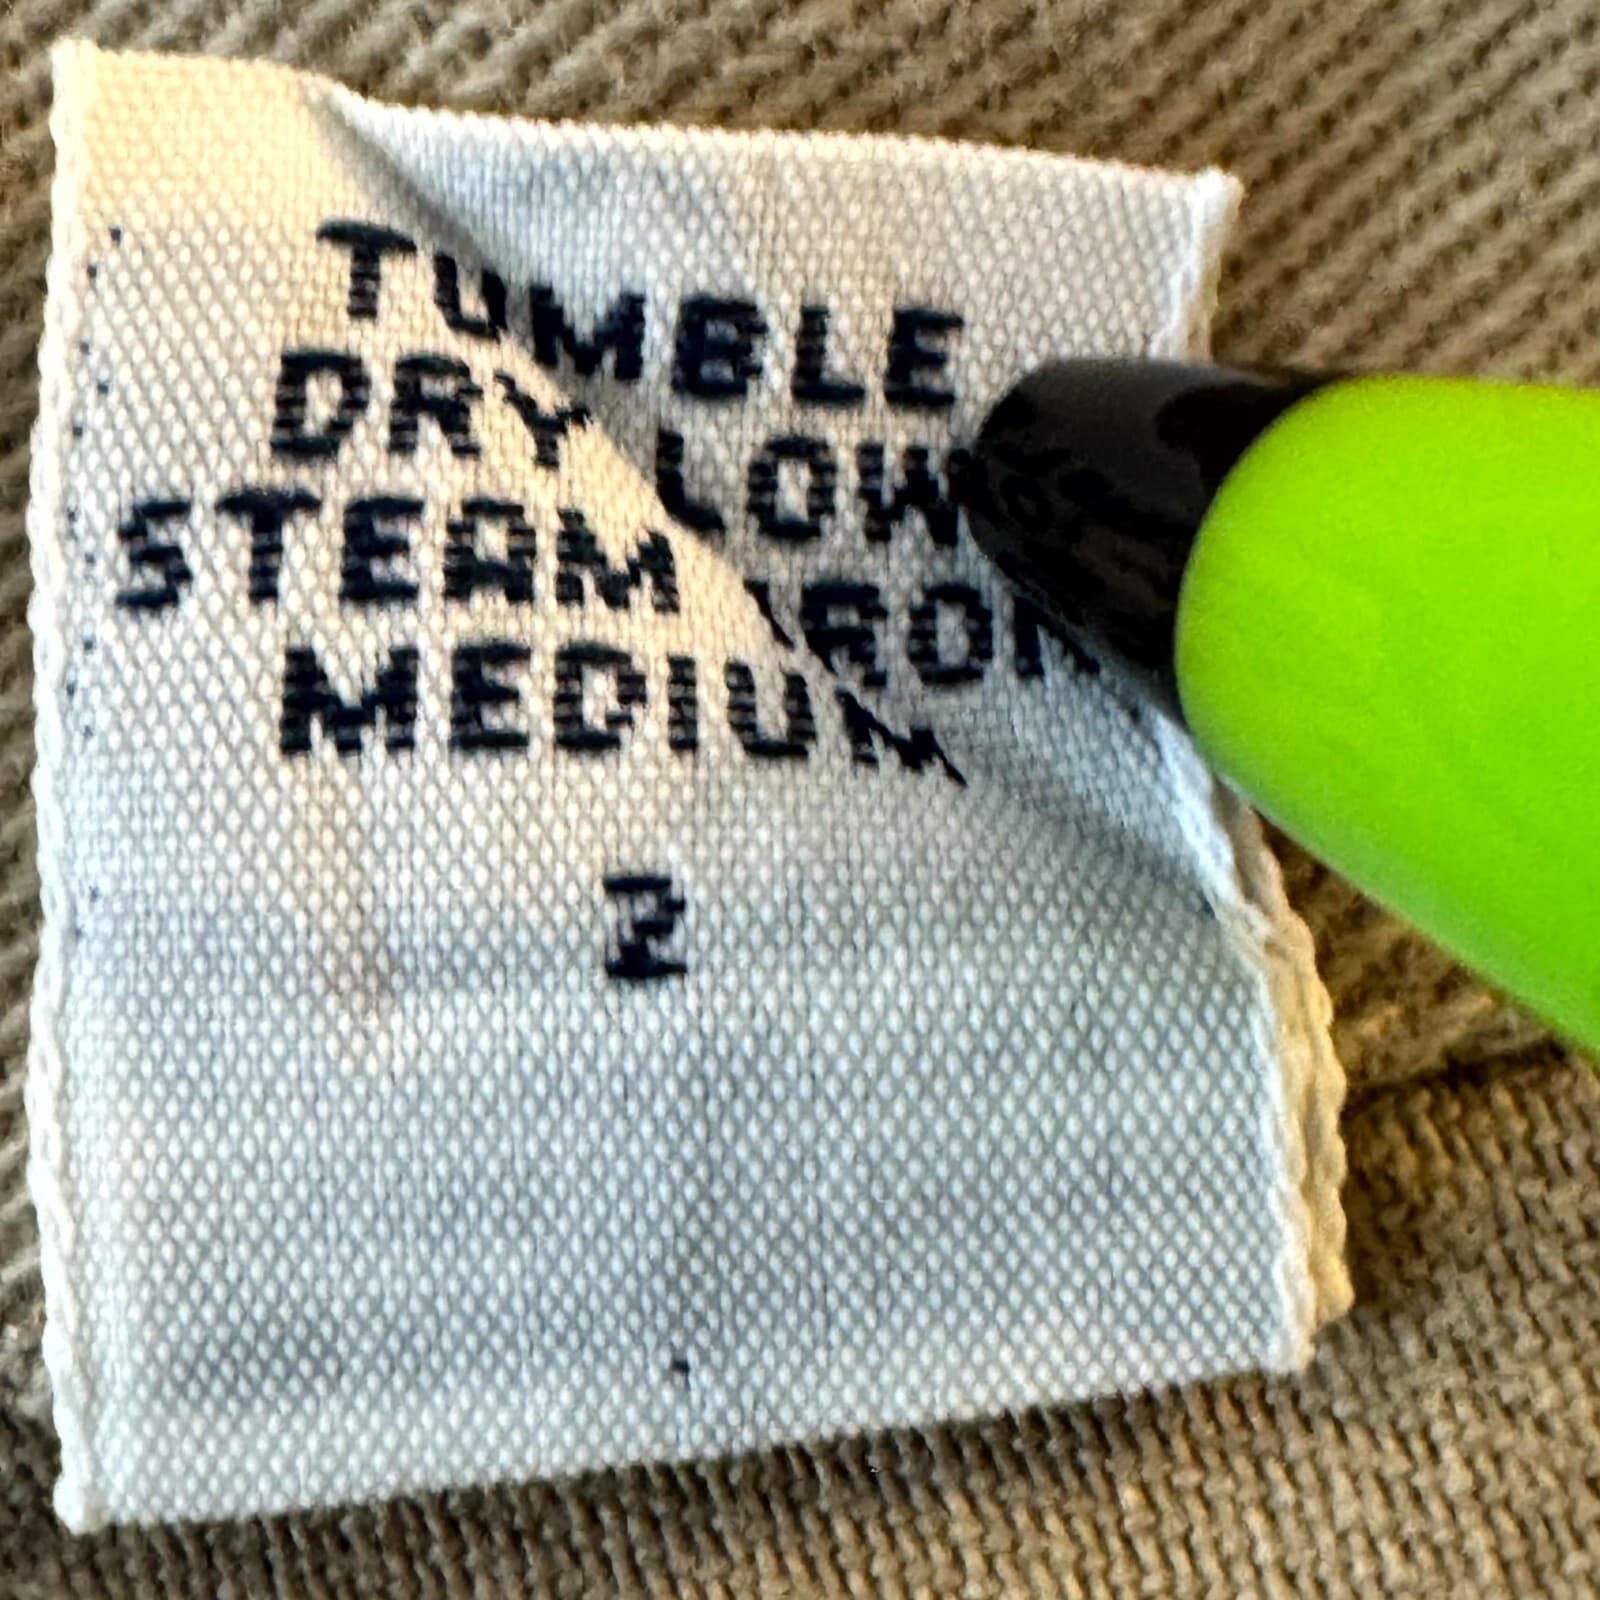 TUMBLE
DRY LOW
STEAM IRON
MEDIUM
2